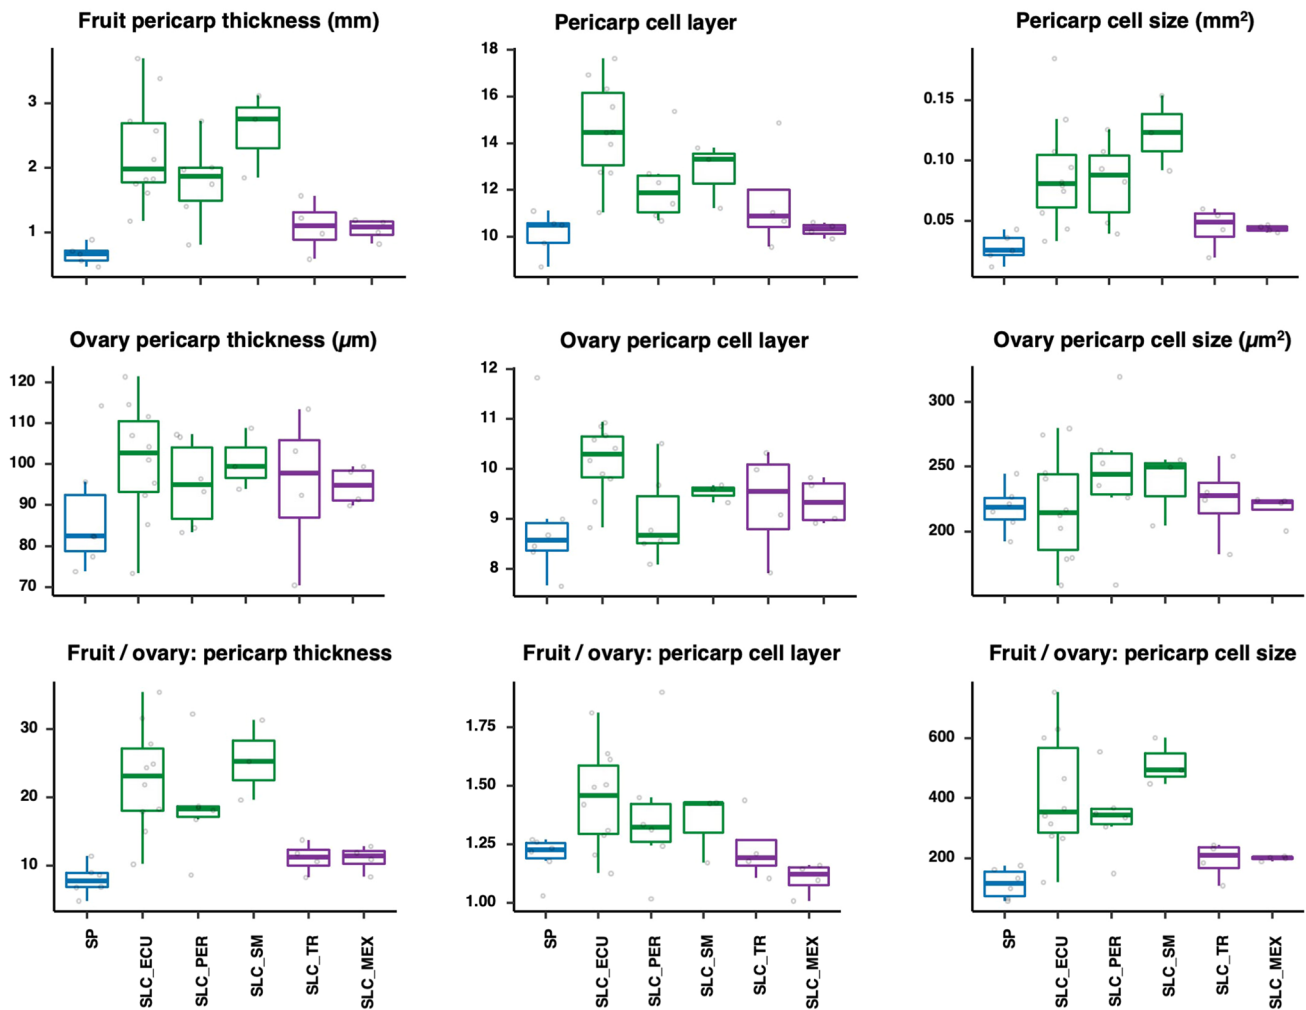 Fruit pericarp thickness (mm)
Pericarp cell layer
Pericarp cell size (mm²)
3
2
1
18
16
14
12
10
0.15
0.10
0.05
Ovary pericarp thickness (µm)
Ovary pericarp cell layer
Ovary pericarp cell size (µm²)
120
110
100
90
80
70
12
11
10
9
8
300
250
200
Fruit / ovary: pericarp thickness
Fruit / ovary: pericarp cell layer
Fruit / ovary: pericarp cell size
30
20
10
1.75
1.50
1.25
1.00
600
400
200
SP
SLC_ECU
SLC_PER
SLC_SM
SLC_TR
SLC_MEX
SP
SLC_ECU
SLC_PER
SLC_SM
SLC_TR
SLC_MEX
SP
SLC_ECU
SLC_PER
SLC_SM
SLC_TR
SLC_MEX